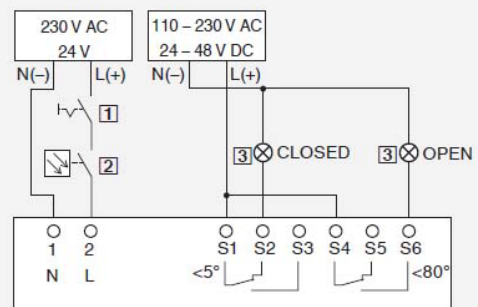 230 V AC
24 V
110 – 230 V AC
24 – 48 V DC
N(–) L(+)
N(–) L(+)
1
2
3 CLOSED
3 OPEN
1 2 S1 S2 S3 S4 S5 S6
N L <5° <80°